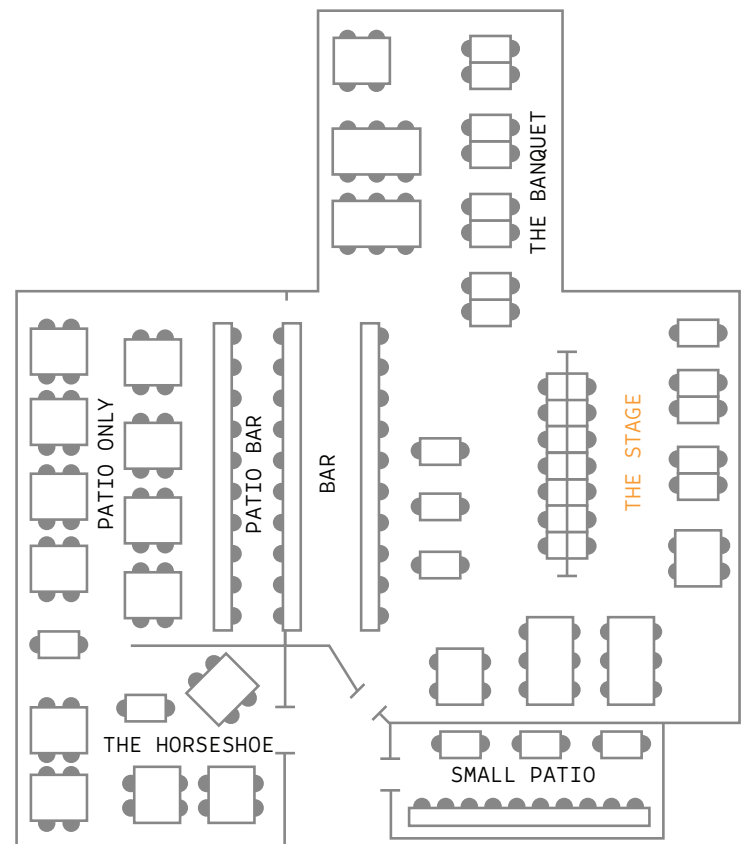 THE BANQUET
PATIO ONLY
PATIO BAR
BAR
THE STAGE
THE HORSESHOE
SMALL PATIO